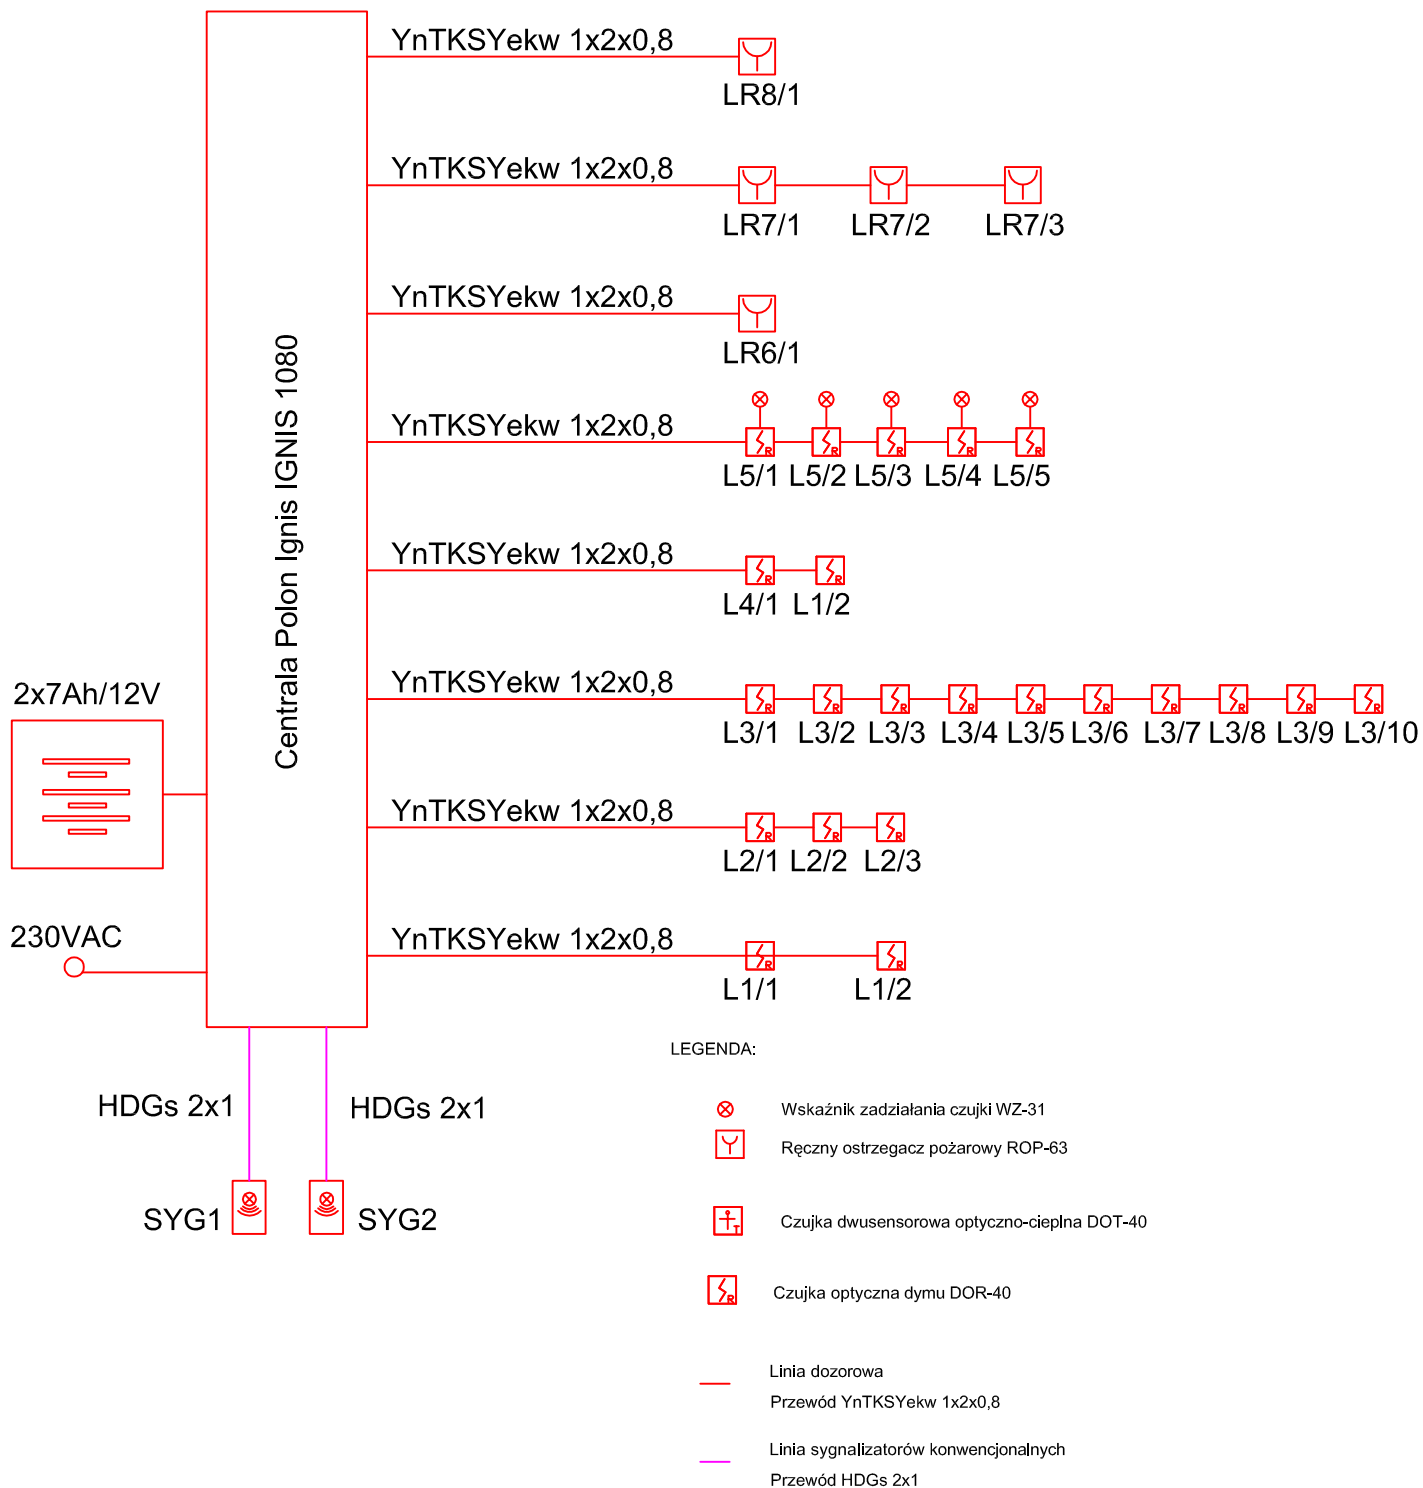 YnTKSYekw 1x2x0,8
LR8/1
YnTKSYekw 1x2x0,8
LR7/1 LR7/2 LR7/3
YnTKSYekw 1x2x0,8
LR6/1
Centrala Polon Ignis IGNIS 1080
YnTKSYekw 1x2x0,8
R R R R R
L5/1 L5/2 L5/3 L5/4 L5/5
YnTKSYekw 1x2x0,8
R R
L4/1 L1/2
2x7Ah/12V
YnTKSYekw 1x2x0,8
R R R R R R R R R R
L3/1 L3/2 L3/3 L3/4 L3/5 L3/6 L3/7 L3/8 L3/9 L3/10
YnTKSYekw 1x2x0,8
R R R
L2/1 L2/2 L2/3
230VAC
YnTKSYekw 1x2x0,8
R R
L1/1 L1/2
HDGs 2x1 HDGs 2x1
SYG1 SYG2
LEGENDA:
Wskaźnik zadziałania czujki WZ-31
Ręczny ostrzegacz pożarowy ROP-63
T
Czujka dwusensorowa optyczno-cieplna DOT-40
R
Czujka optyczna dymu DOR-40
Linia dozorowa
Przewód YnTKSYekw 1x2x0,8
Linia sygnalizatorów konwencjonalnych
Przewód HDGs 2x1